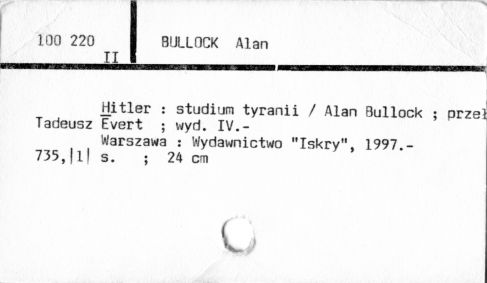 100 220
II
BULLOCK Alan
Hitler : studium tyranii / Alan Bullock ; przeł
Tadeusz Evert ; wyd. IV.-
Warszawa : Wydawnictwo "Iskry", 1997.-
735,|1| s. ; 24 cm